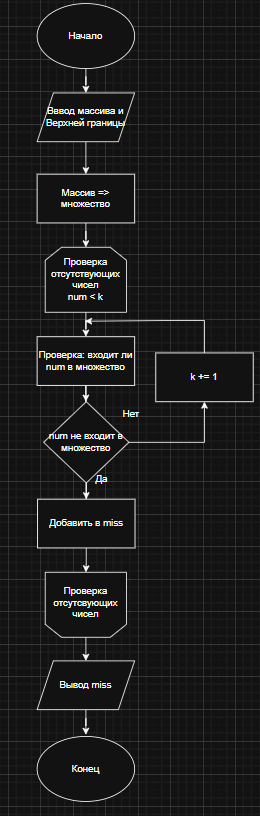 Начало
Ввод массива и
Верхней границы
Массив =>
множество
Проверка
отсутствующих
чисел
num < k
Проверка: входит ли
num в множество
k += 1
Нет
num не входит в
множество
Да
Добавить в miss
Проверка
отсутсвующих
чисел
Вывод miss
Конец